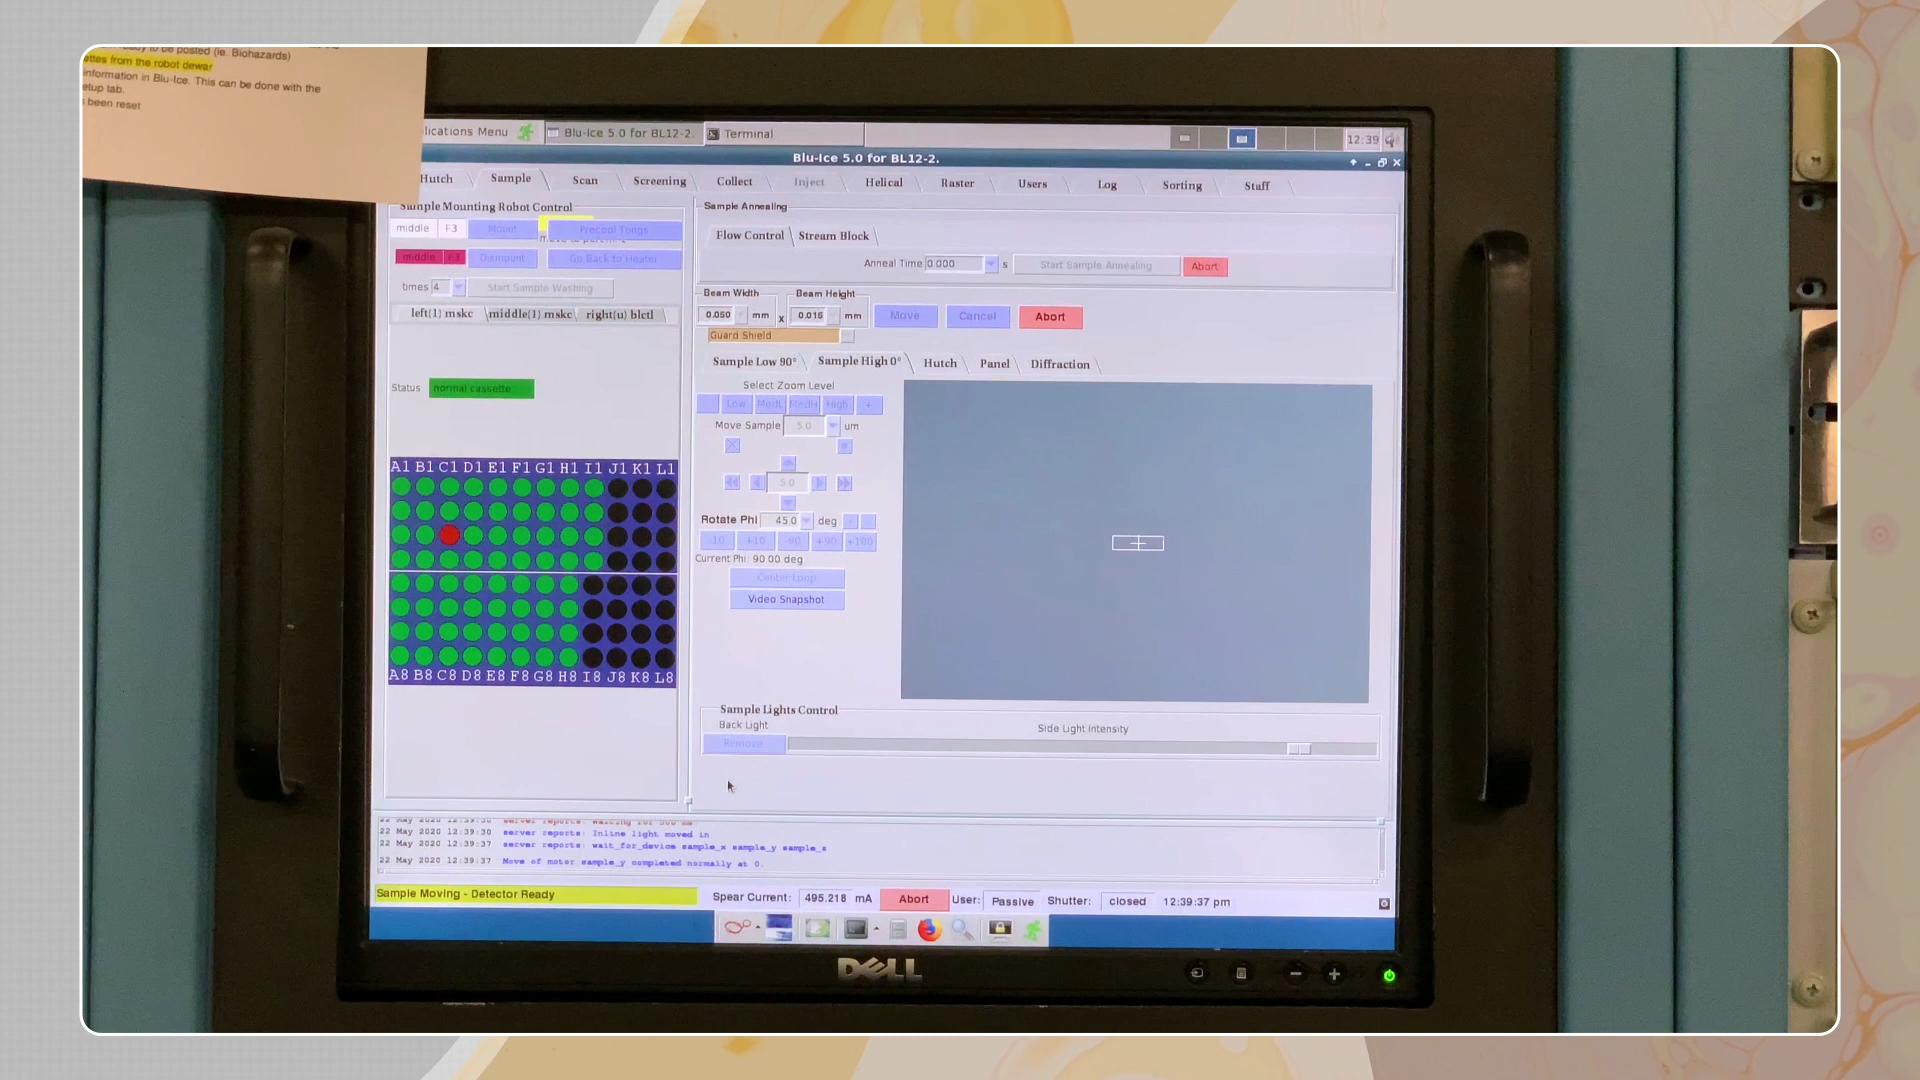 to be posted (ie. Biohazards)
from the robot dewar
information in Blu-Ice. This can be done with the
tab.
been reset
Menu
Blu-Ice 5.0 for BL12-2.
Terminal
12:39
Blu-Ice 5.0 for BL12-2.
Hutch Sample Scan Screening Collect Inject Helical Raster Users Log Sorting Staff
Sample Mounting Robot Control
middle F3 Mount Precool Tongs
middle F3 Dismount Go Back to Heater
times 4 Start Sample Washing
left(1) mskc middle(1) mskc right(u) blctl
Status normal cassette
A1 B1 C1 D1 E1 F1 G1 H1 I1 J1 K1 L1
A8 B8 C8 D8 E8 F8 G8 H8 I8 J8 K8 L8
Sample Annealing
Flow Control Stream Block
Anneal Time 0.000 s Start Sample Annealing Abort
Beam Width Beam Height
0.050 mm x 0.015 mm Move Cancel Abort
Guard Shield
Sample Low 90° Sample High 0° Hutch Panel Diffraction
Select Zoom Level
- Low MedL MedH High +
Move Sample 5.0 um
5.0
Rotate Phi 45.0 deg
-10 +10 -90 +90 +180
Current Phi: 90.00 deg
Center Loop
Video Snapshot
Sample Lights Control
Back Light Side Light Intensity
Remove
22 May 2020 12:39:30 server reports: Inline light moved in
22 May 2020 12:39:37 server reports: wait_for_device sample_x sample_y sample_z
22 May 2020 12:39:37 Move of motor sample_y completed normally at 0.
Sample Moving - Detector Ready Spear Current: 495.218 mA Abort User: Passive Shutter: closed 12:39:37 pm
DELL